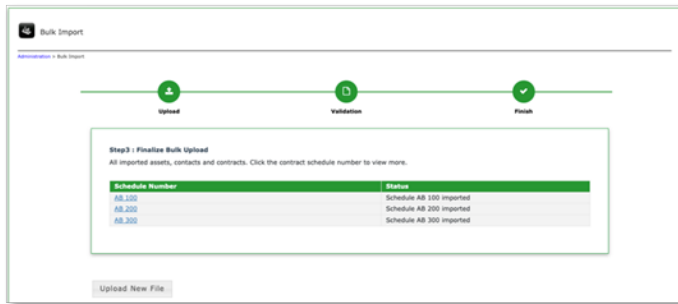 Bulk Import
Administration > Bulk Import
Upload Validation Finish
Step3 : Finalize Bulk Upload
All imported assets, contacts and contracts. Click the contract schedule number to view more.
Schedule Number Status
AB 100 Schedule AB 100 imported
AB 200 Schedule AB 200 imported
AB 300 Schedule AB 300 imported
Upload New File